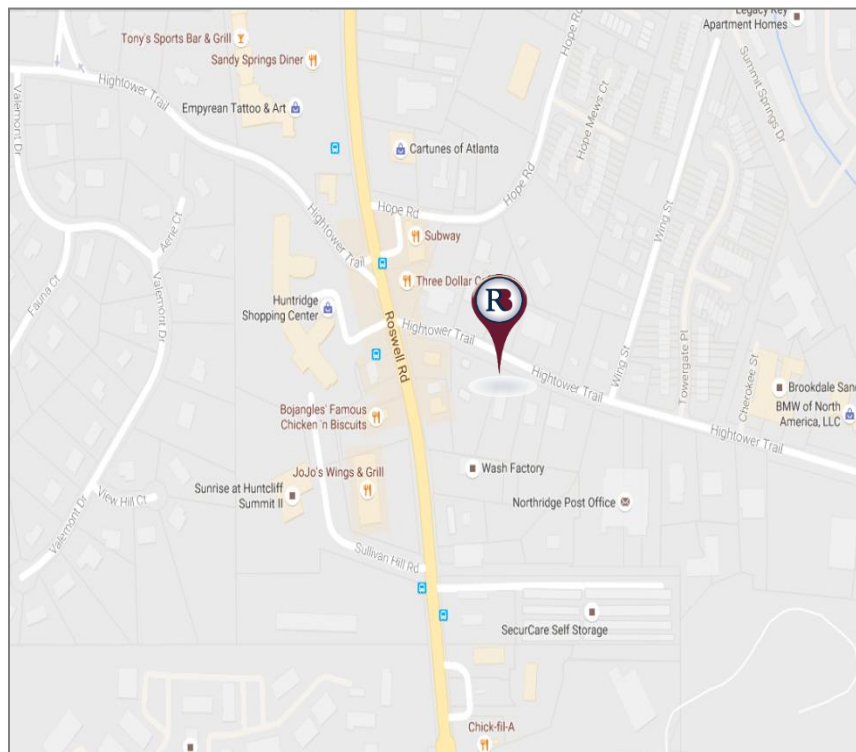 Legacy Key
Apartment Homes
Tony's Sports Bar & Grill
Hope Rd
Sandy Springs Diner
Summit Springs Dr
Hightower Trail
Valemont Dr
Empyrean Tattoo & Art
Hope Mews Ct
Cartunes of Atlanta
Hope Rd
Hope Rd
Aerie Ct
Hightower Trail
Subway
Wing St
Fauna Ct
Valemont Dr
Three Dollar
RB
Huntridge
Shopping Center
Roswell Rd
Hightower Trail
Wing St
Towergate Pl
Hightower Trail
Cherokee St
Brookdale
BMW of North
America, LLC
Bojangles' Famous
Chicken 'n Biscuits
Hightower Trail
JoJo's Wings & Grill
Wash Factory
Sunrise at Huntcliff
Summit II
View Hill Ct
Valemont Dr
Northridge Post Office
Sullivan Hill Rd
SecurCare Self Storage
Chick-fil-A